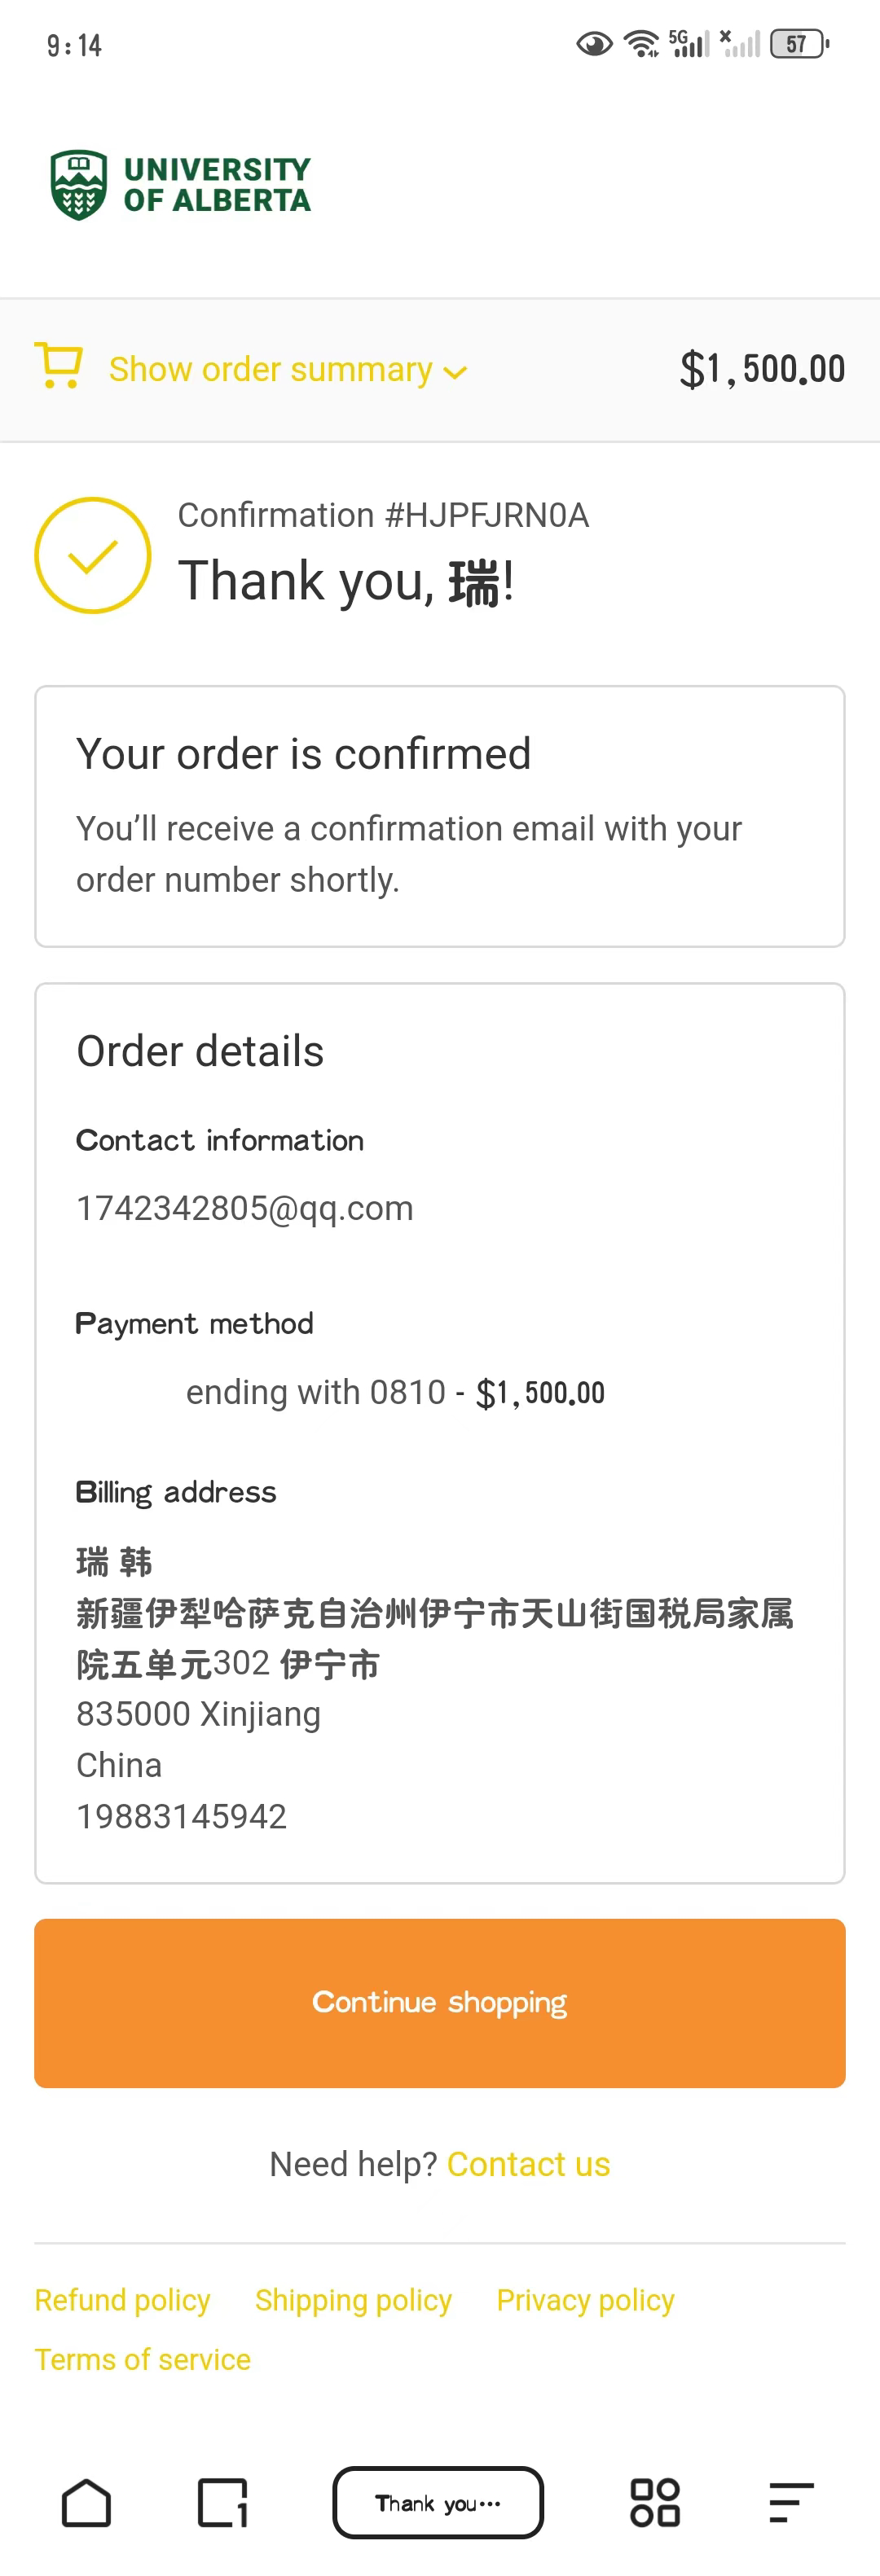 9:14
5G
57
UNIVERSITY
OF ALBERTA
Show order summary
$1,500.00
Confirmation #HJPFJRN0A
Thank you, 瑞!
Your order is confirmed
You’ll receive a confirmation email with your
order number shortly.
Order details
Contact information
1742342805@qq.com
Payment method
ending with 0810 - $1,500.00
Billing address
瑞 韩
新疆伊犁哈萨克自治州伊宁市天山街国税局家属
院五单元302 伊宁市
835000 Xinjiang
China
19883145942
Continue shopping
Need help? Contact us
Refund policy Shipping policy Privacy policy
Terms of service
1
Thank you…